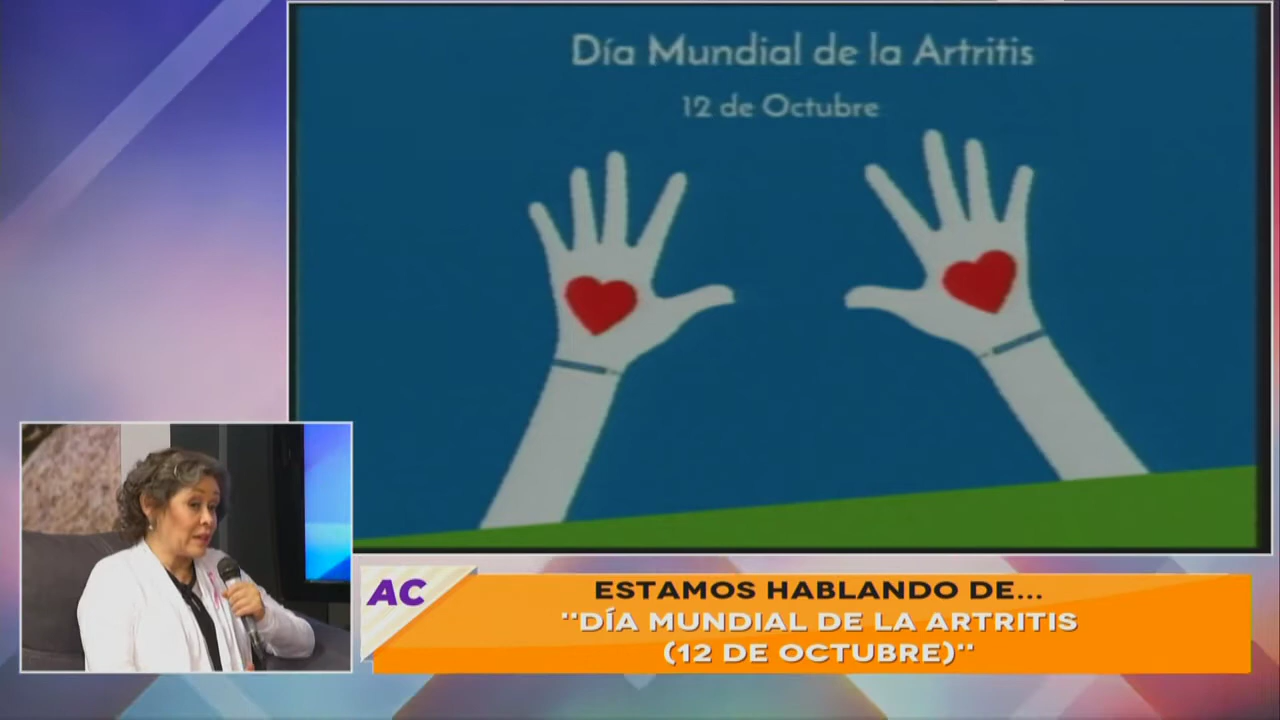 Día Mundial de la Artritis
12 de Octubre
AC
ESTAMOS HABLANDO DE...
"DÍA MUNDIAL DE LA ARTRITIS
(12 DE OCTUBRE)"